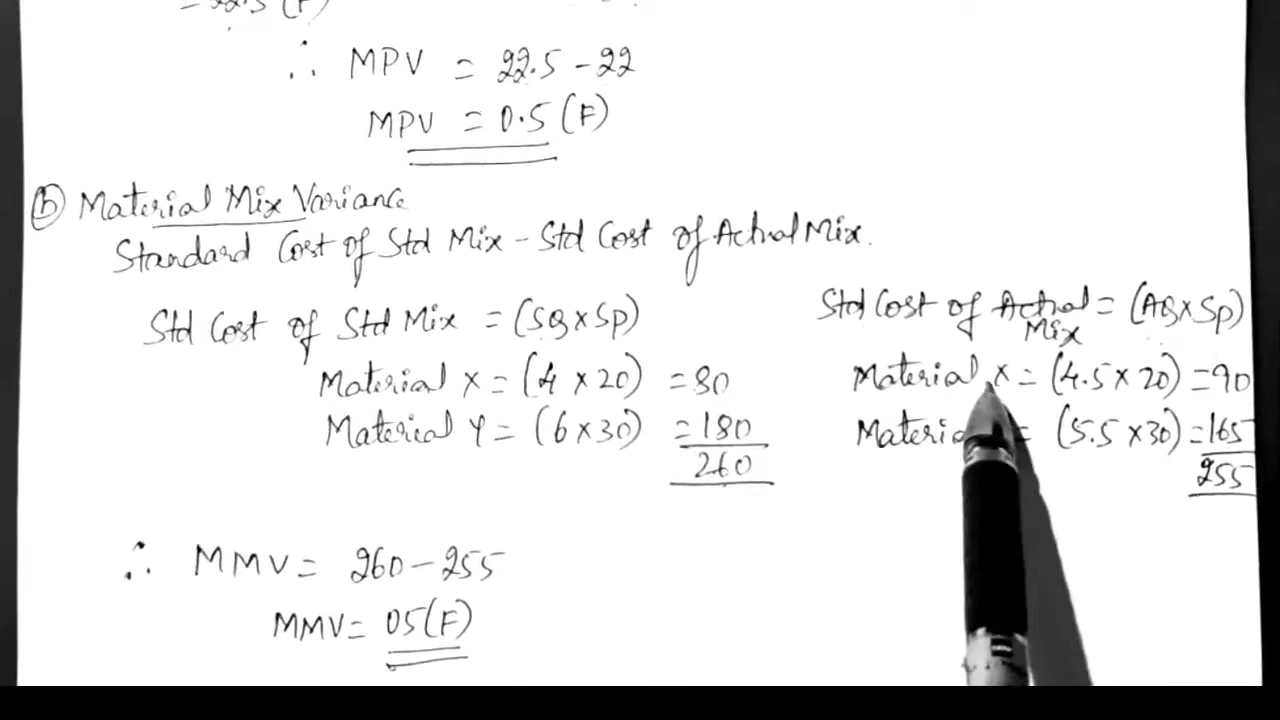 ∴ MPV = 22.5 - 22
MPV = 0.5 (F)
(b) Material Mix Variance
Standard Cost of Std Mix - Std Cost of Actual Mix.
Std Cost of Std Mix = (SQ x SP)
Material X = (4 x 20) = 80
Material Y = (6 x 30) = 180
260
Std Cost of Actual Mix = (AQ x SP)
Material X = (4.5 x 20) = 90
= (5.5 x 30) = 165
255
∴ MMV = 260 - 255
MMV = 05 (F)